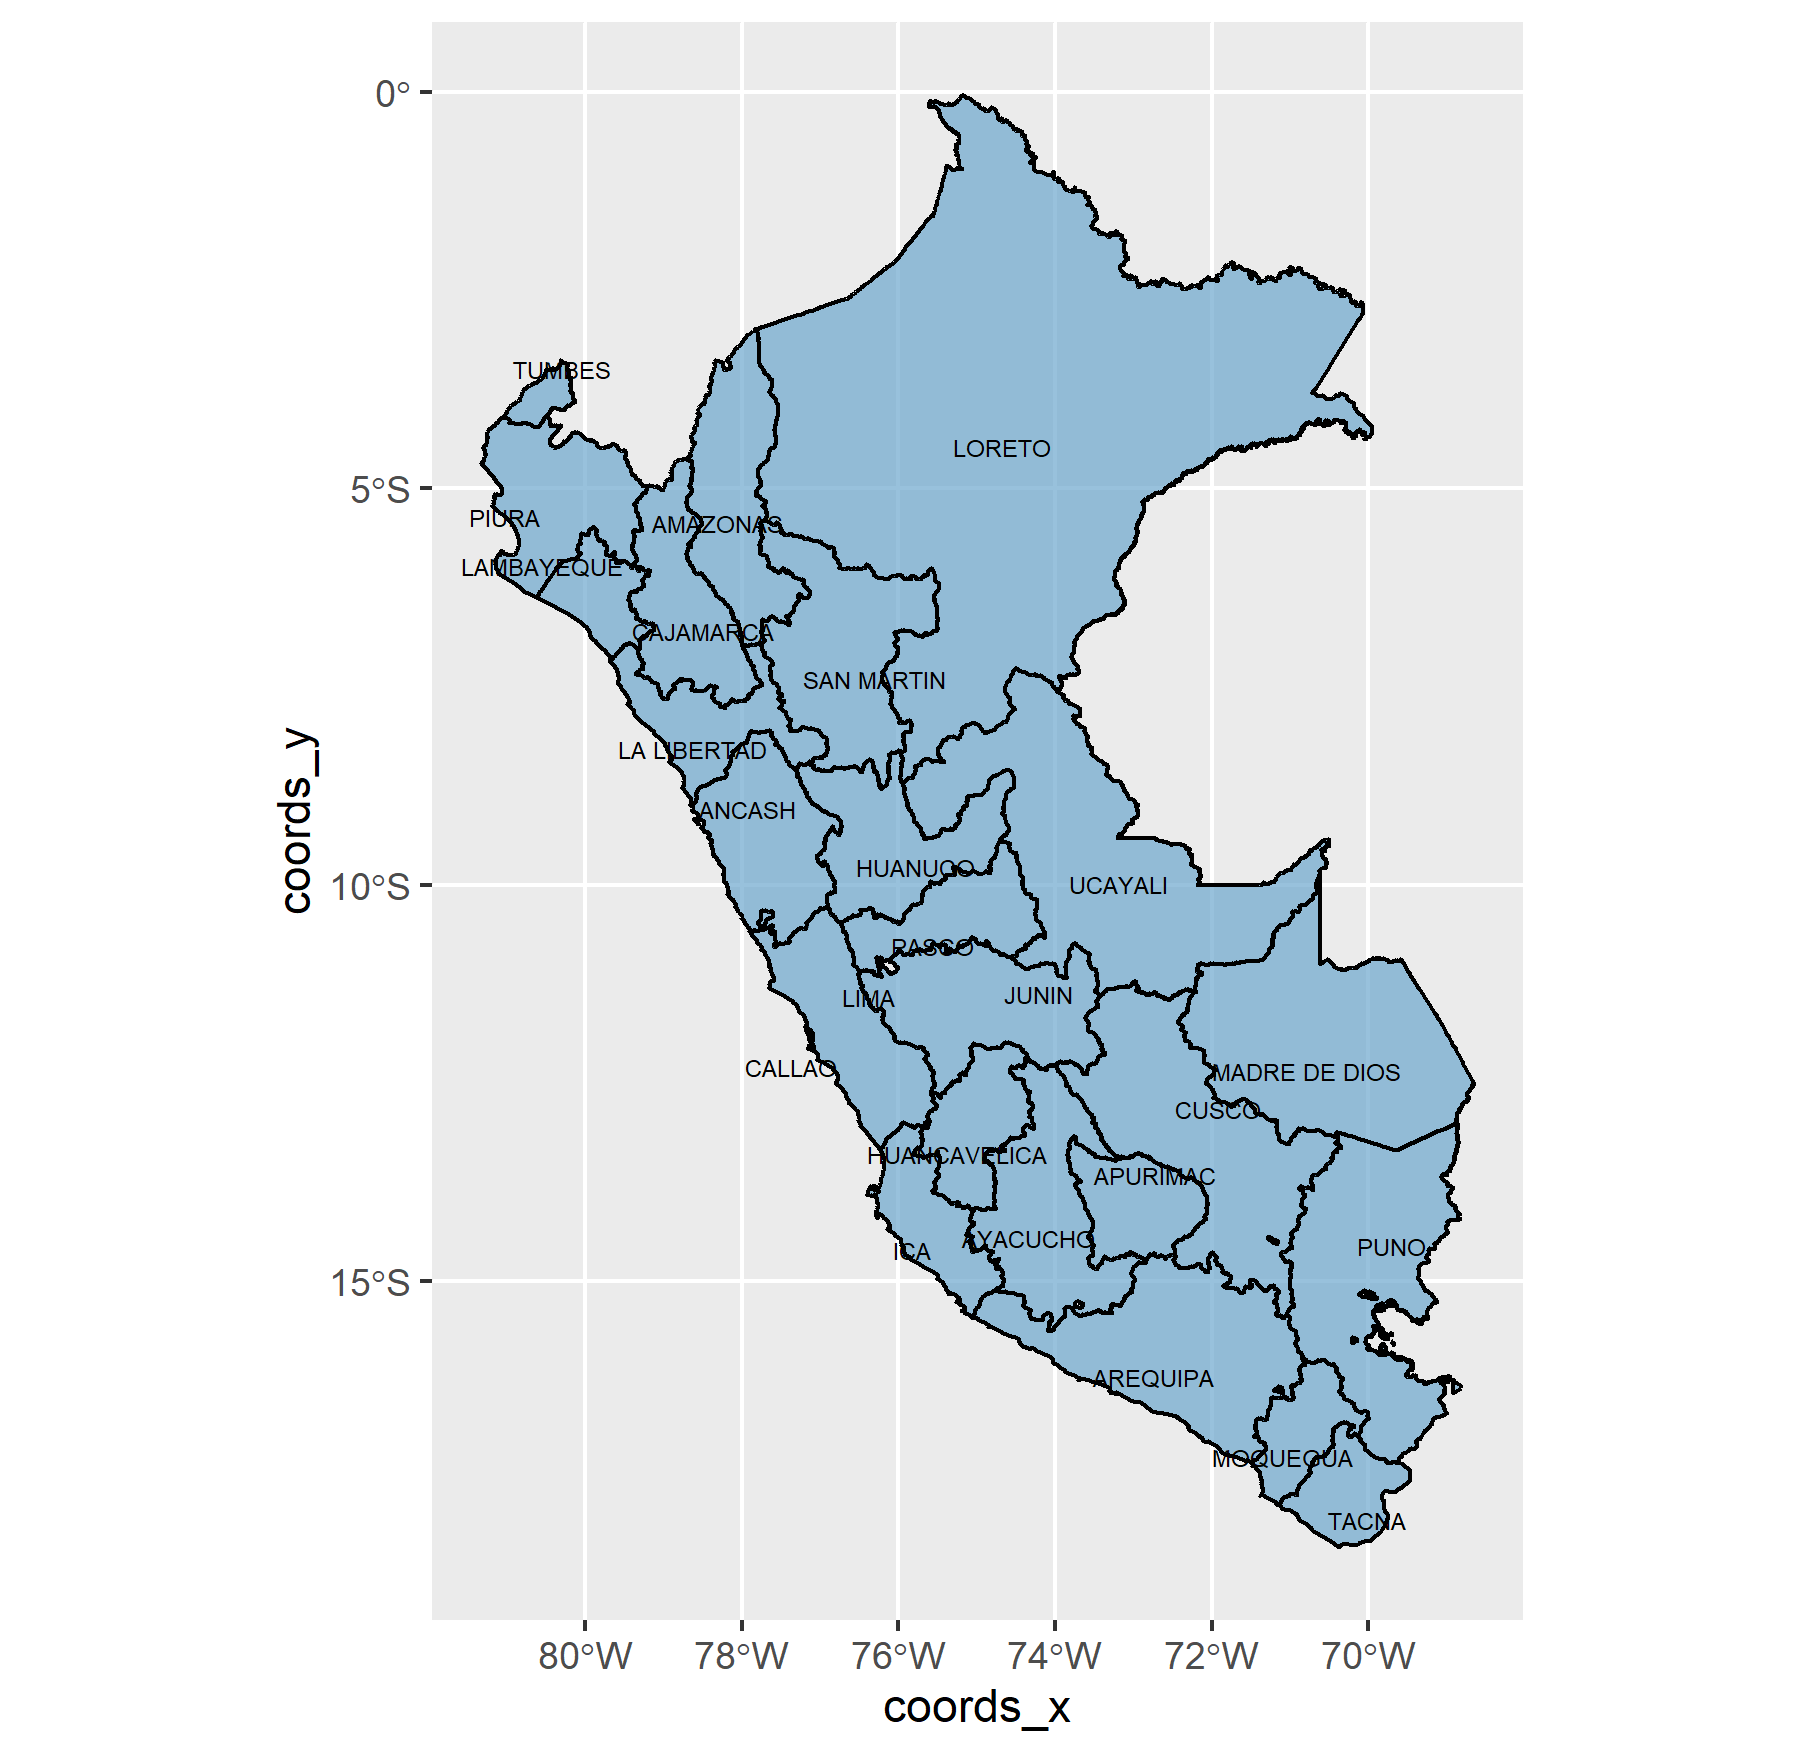 0°
TUMBES
LORETO
5°S
PIURA
AMAZONAS
LAMBAYEQUE
CAJAMARCA
SAN MARTIN
LA LIBERTAD
ANCASH
HUANUCO
10°S
UCAYALI
PASCO
LIMA
JUNIN
CALLAO
MADRE DE DIOS
CUSCO
HUANCAVELICA
APURIMAC
AYACUCHO
PUNO
ICA
15°S
AREQUIPA
MOQUEGUA
TACNA
coords_y
80°W 78°W 76°W 74°W 72°W 70°W
coords_x